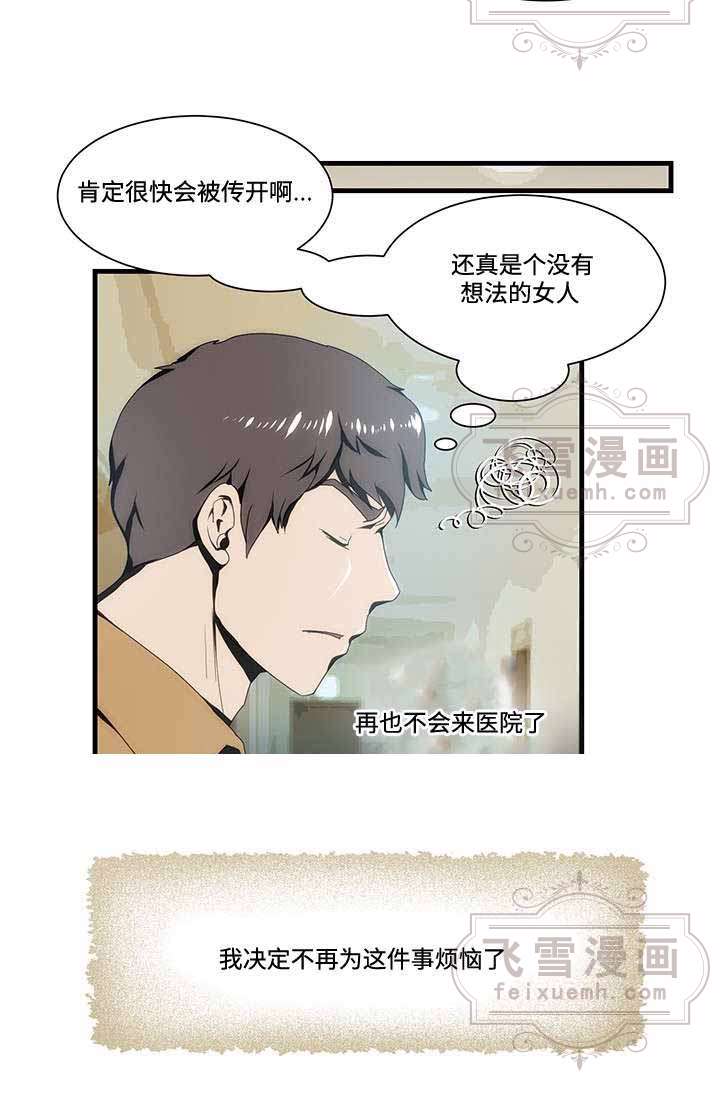 肯定很快会被传开啊...
还真是个没有
想法的女人
飞雪漫画
feixuemh.com
再也不会来医院了
我决定不再为这件事烦恼了
飞雪漫画
feixuemh.com